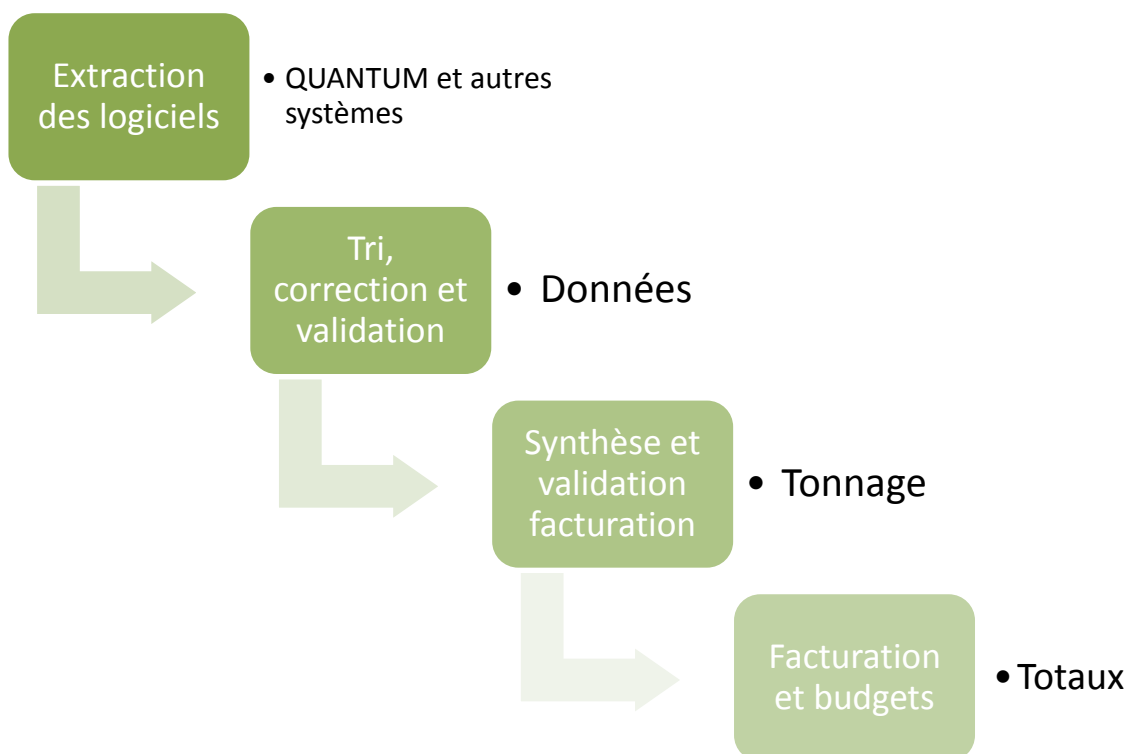 Extraction
des logiciels
• QUANTUM et autres
systèmes
Tri,
correction et
validation
• Données
Synthèse et
validation
facturation
• Tonnage
Facturation
et budgets
• Totaux